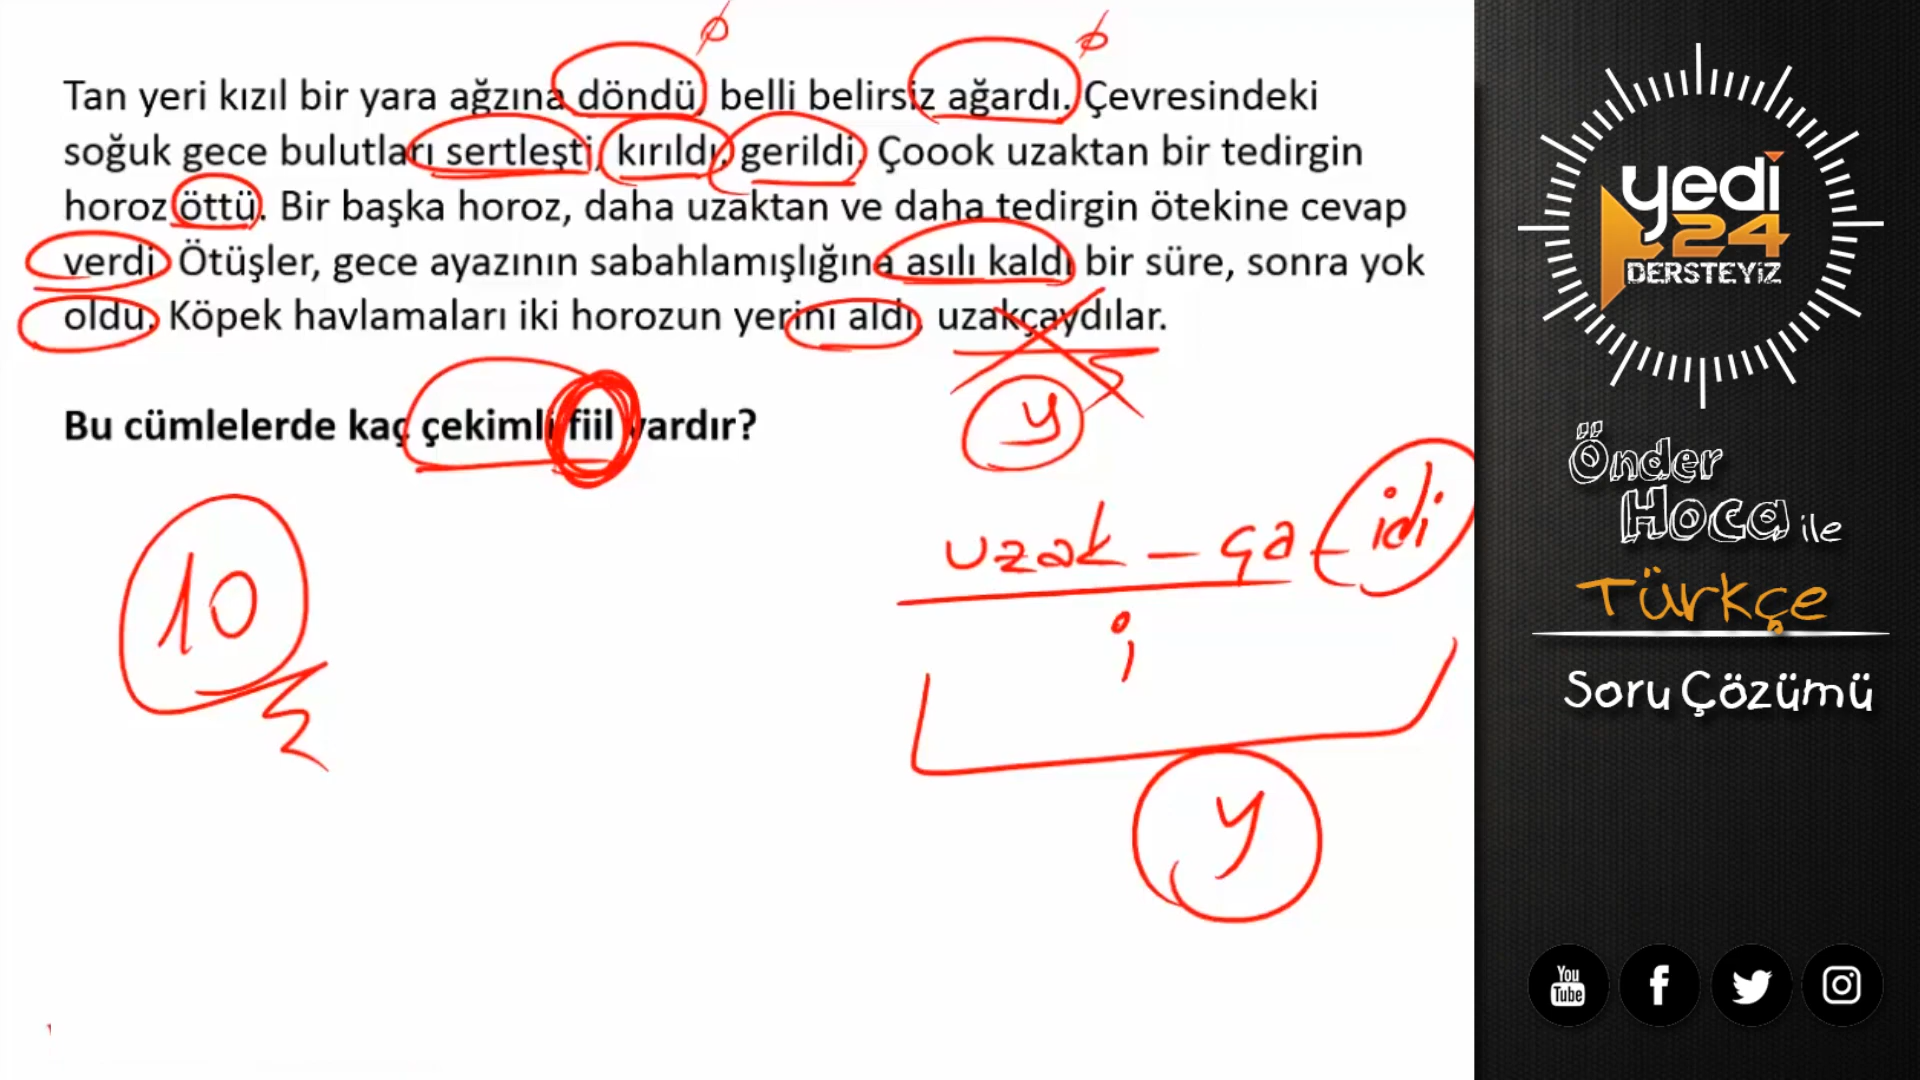 Tan yeri kızıl bir yara ağzına döndü, belli belirsiz ağardı. Çevresindeki
soğuk gece bulutları sertleşti, kırıldı, gerildi. Çoook uzaktan bir tedirgin
horoz öttü. Bir başka horoz, daha uzaktan ve daha tedirgin ötekine cevap
verdi. Ötüşler, gece ayazının sabahlamışlığına asılı kaldı bir süre, sonra yok
oldu. Köpek havlamaları iki horozun yerini aldı, uzakçaydılar.
y
Bu cümlelerde kaç çekimli fiil vardır?
uzak - ça - idi
10
i
y
yedi
24
DERSTEYİZ
Önder
Hoca ile
Türkçe
Soru Çözümü
You
Tube